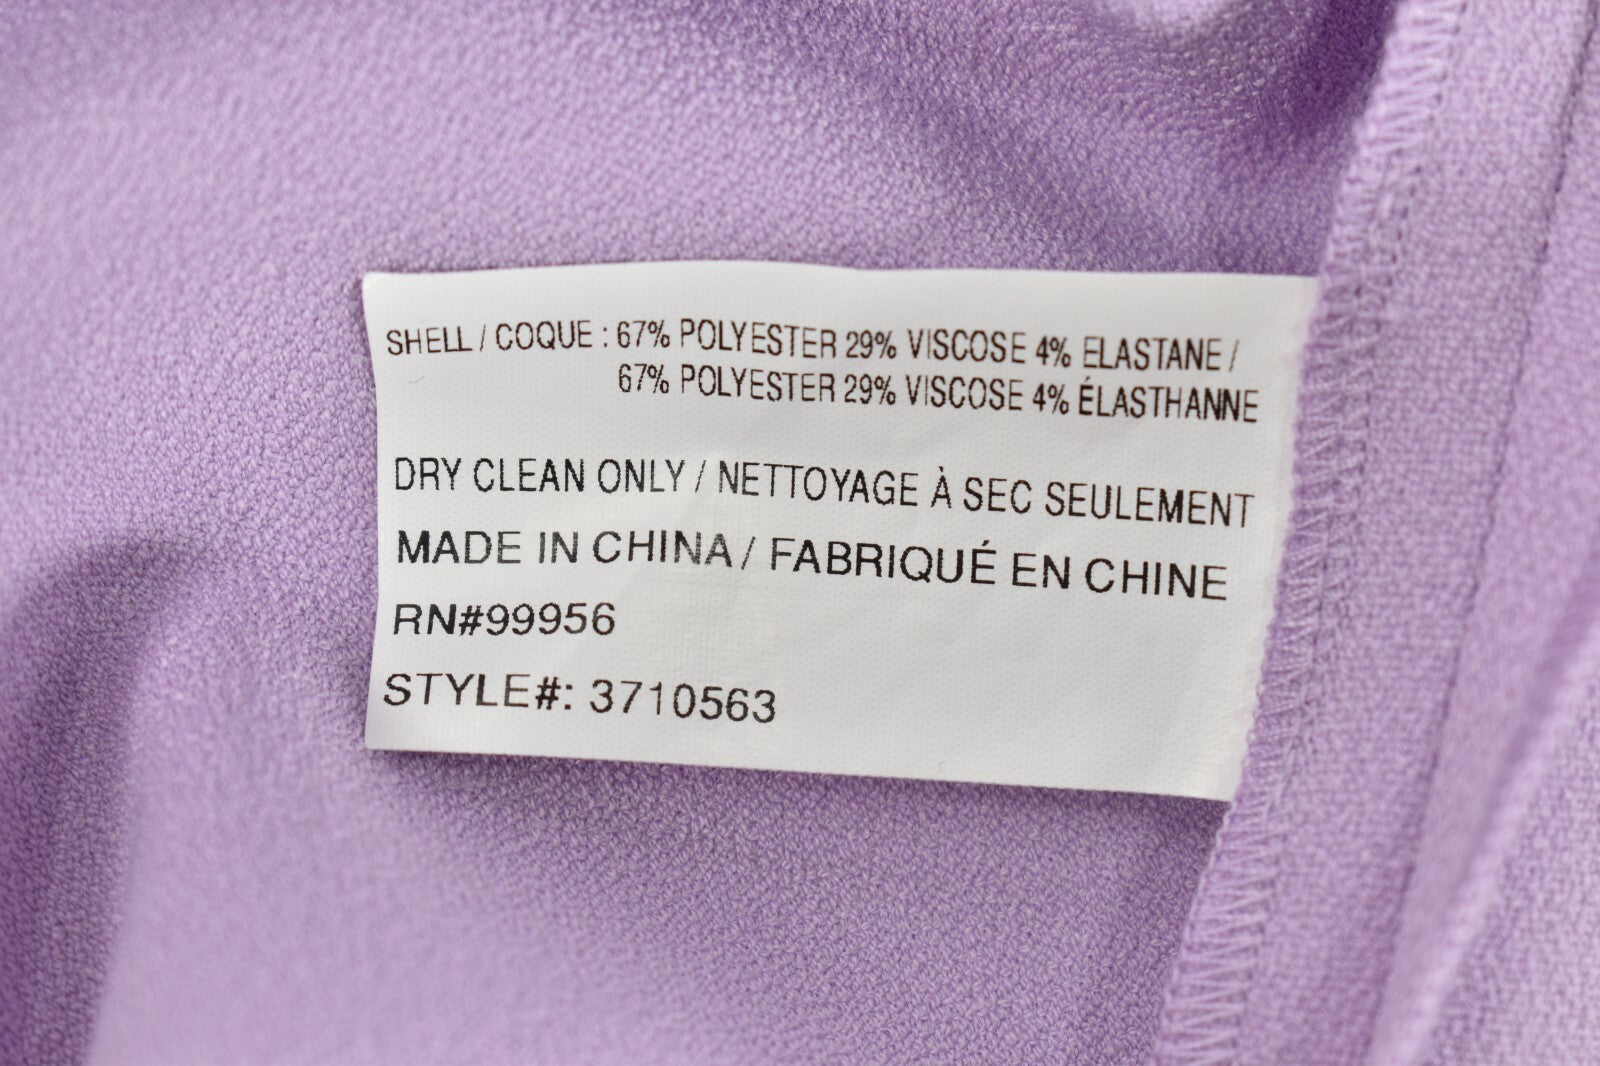 SHELL / COQUE : 67% POLYESTER 29% VISCOSE 4% ELASTANE /
67% POLYESTER 29% VISCOSE 4% ÉLASTHANNE
DRY CLEAN ONLY / NETTOYAGE À SEC SEULEMENT
MADE IN CHINA / FABRIQUÉ EN CHINE
RN#99956
STYLE#: 3710563